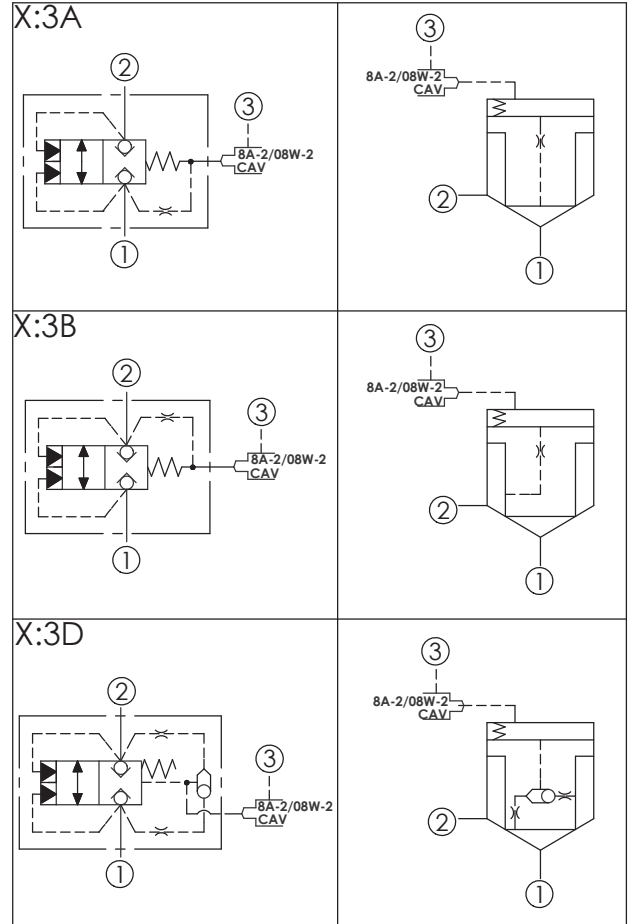 X:3A
②
③
8A-2/08W-2
CAV
①
③
8A-2/08W-2
CAV
②
①
X:3B
②
③
8A-2/08W-2
CAV
①
③
8A-2/08W-2
CAV
②
①
X:3D
②
③
8A-2/08W-2
CAV
①
③
8A-2/08W-2
CAV
②
①